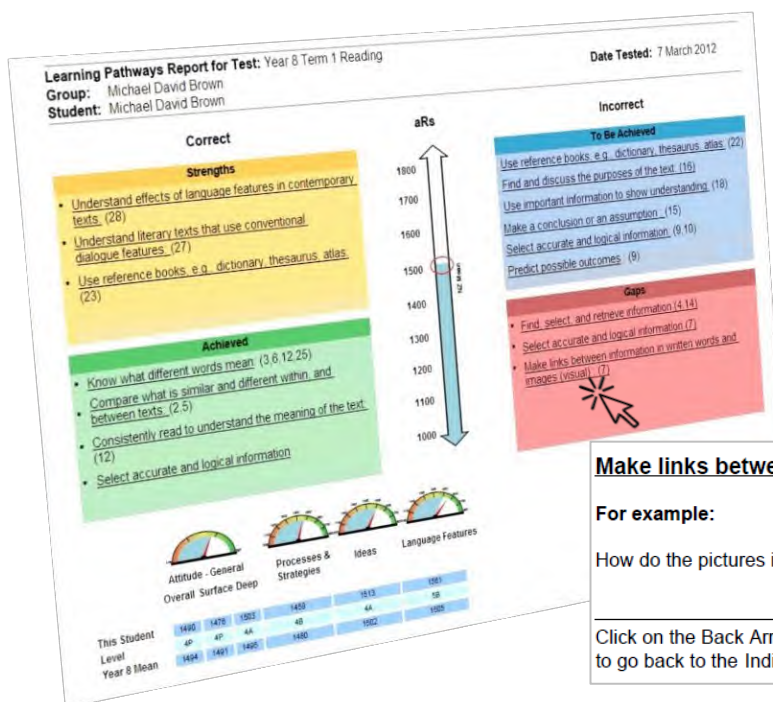 Learning Pathways Report for Test: Year 8 Term 1 Reading
Group: Michael David Brown
Student: Michael David Brown
Date Tested: 7 March 2012
Correct
Strengths
• Understand effects of language features in contemporary
texts (28)
• Understand literary texts that use conventional
dialogue features (27)
• Use reference books, e.g., dictionary, thesaurus, atlas
(23)
Achieved
• Know what different words mean (3,6,12,25)
• Compare what is similar and different within, and
between texts (2,5)
• Consistently read to understand the meaning of the text
(12)
• Select accurate and logical information
aRs
1800
1700
1600
1500
1400
1300
1200
1100
1000
Incorrect
To Be Achieved
Use reference books, e.g., dictionary, thesaurus, atlas (22)
Find and discuss the purposes of the text (16)
Use important information to show understanding (18)
Make a conclusion or an assumption (15)
Select accurate and logical information (9,10)
Predict possible outcomes (9)
Gaps
• Find, select, and retrieve information (4,14)
• Select accurate and logical information (7)
• Make links between information in written words and
images (visual) (7)
Attitude - General
Processes &
Strategies
Ideas
Language Features
Overall Surface Deep
This Student 1490 1478 1503 1459 1513 1561
Level 4P 4P 4A 4B 4A 5B
Year 8 Mean 1494 1491 1495 1480 1502 1505
Make links betwe
For example:
How do the pictures i
Click on the Back Arr
to go back to the Indi